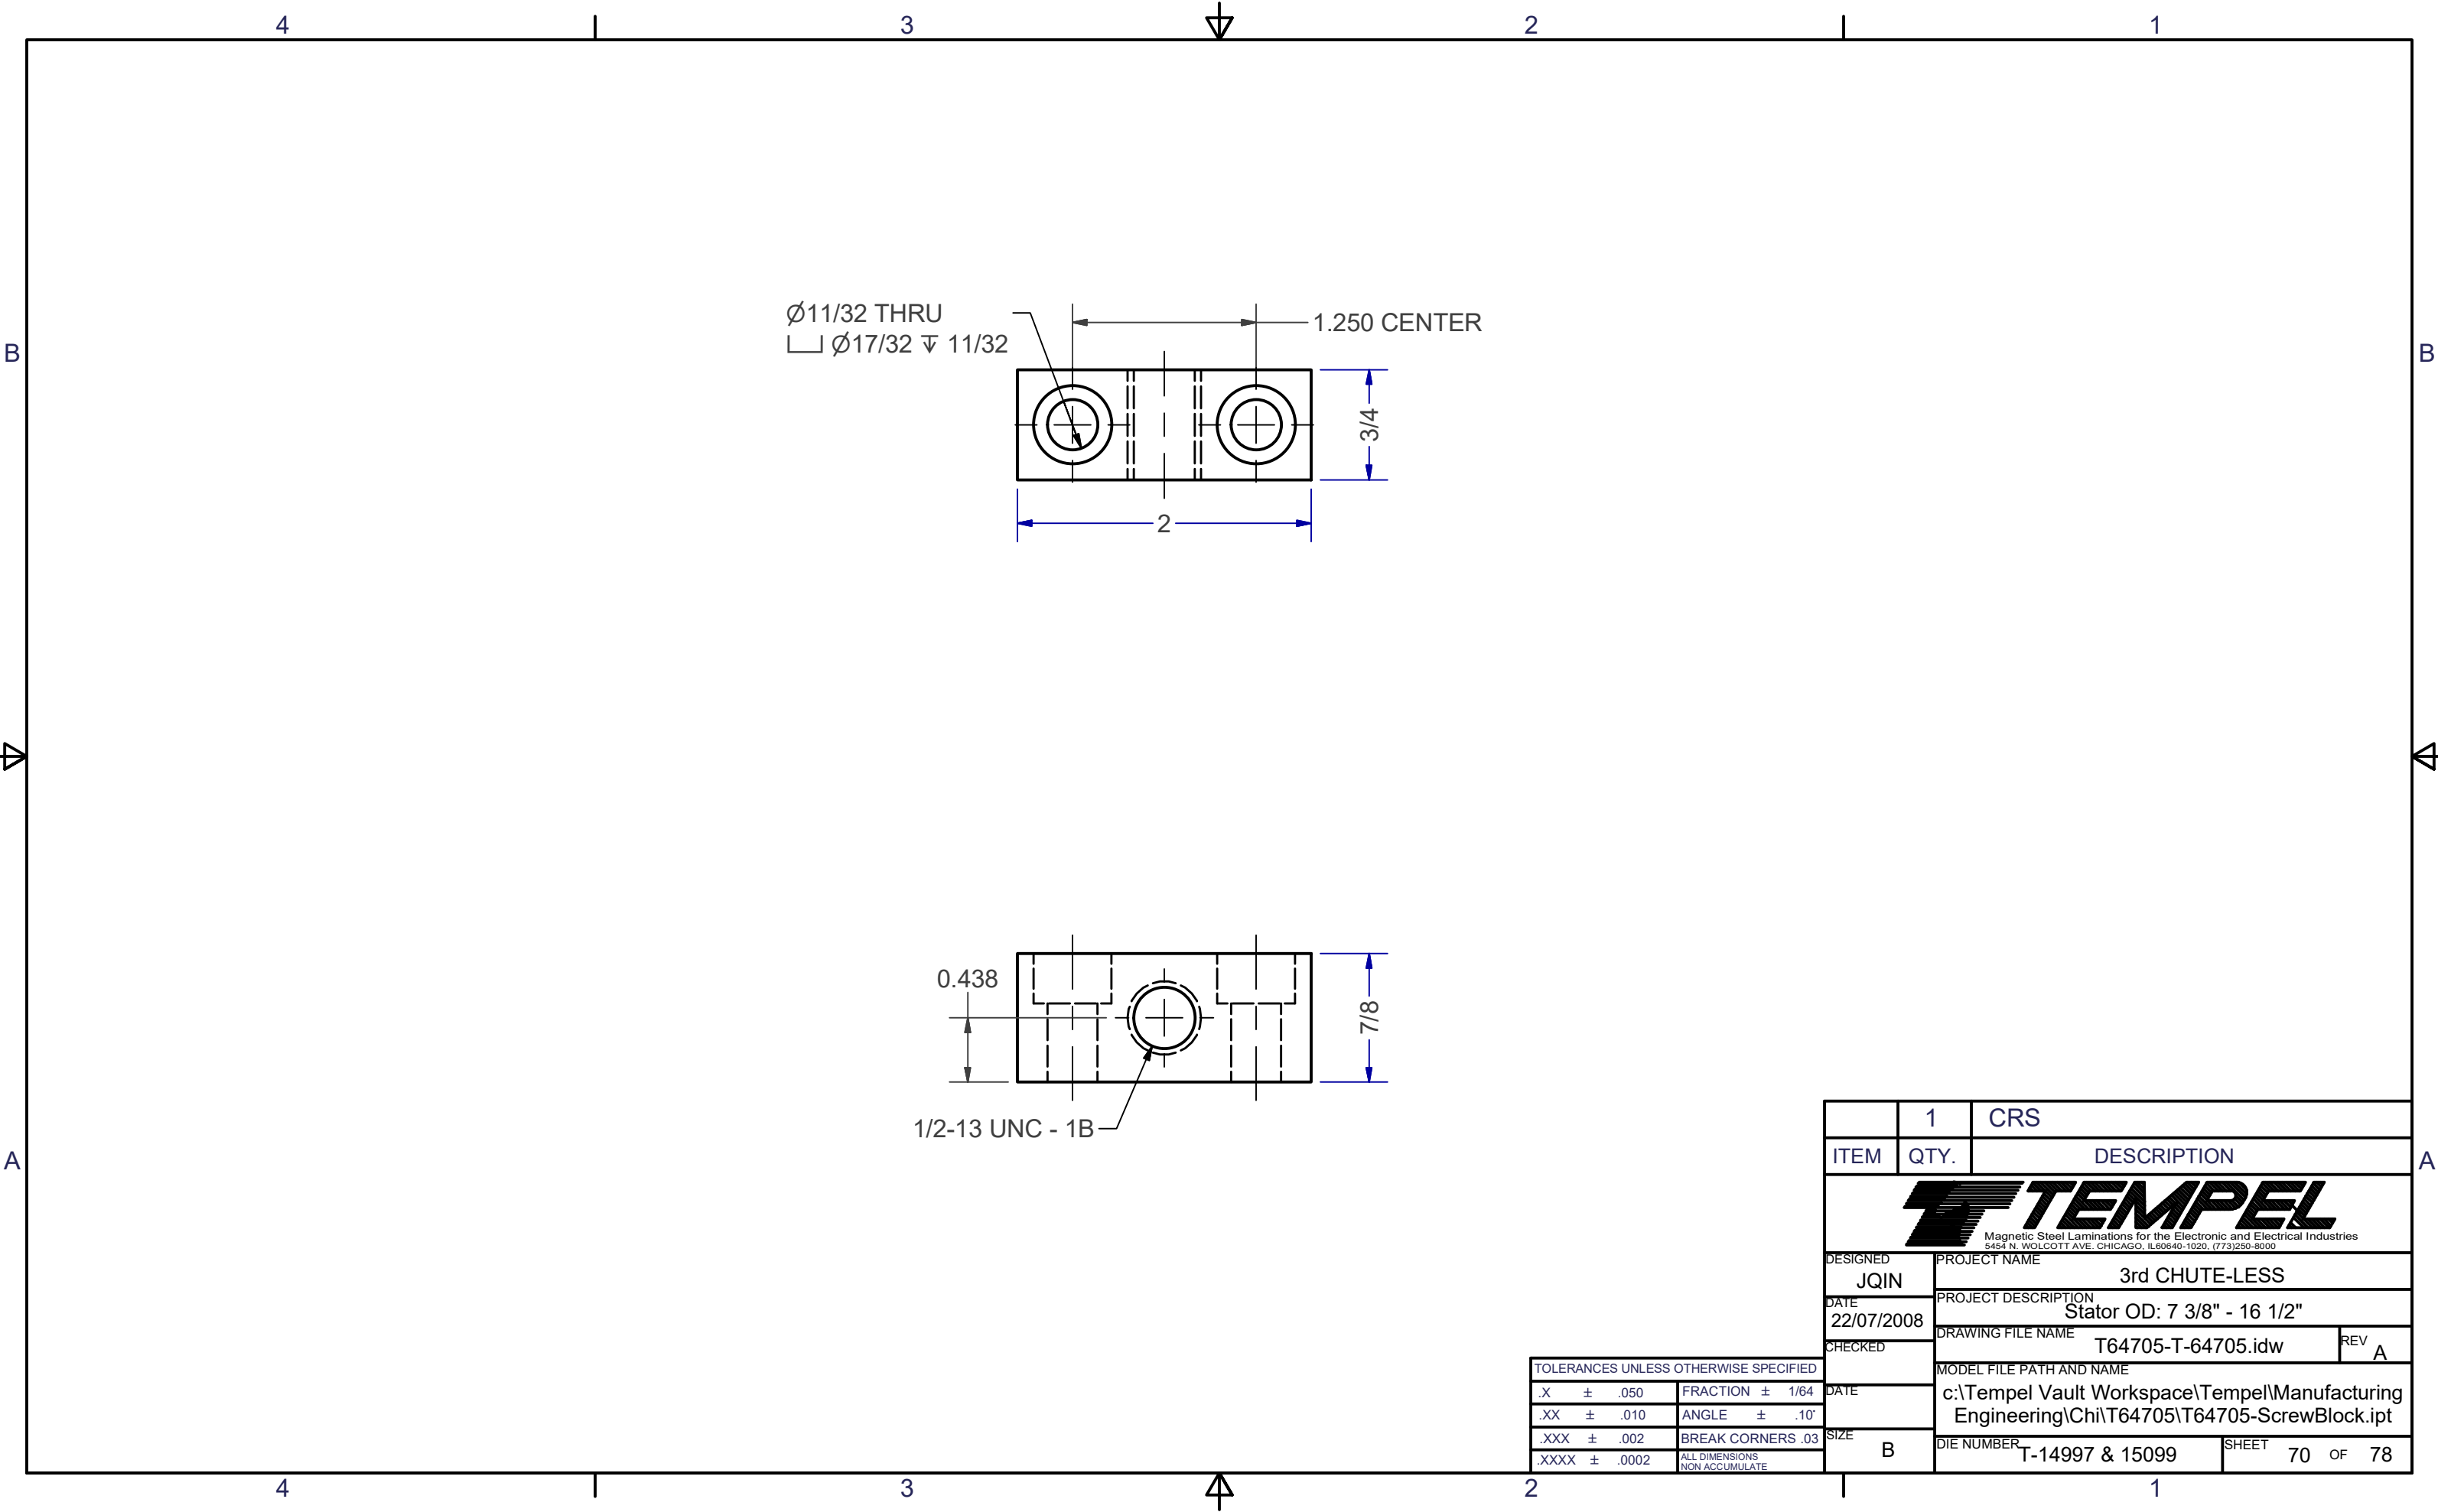 4 3 2 1
Ø11/32 THRU
⌴ Ø17/32 ↧ 11/32
1.250 CENTER
B B
3/4
2
0.438
7/8
1/2-13 UNC - 1B
A A
1 CRS
ITEM QTY. DESCRIPTION
TEMPEL
Magnetic Steel Laminations for the Electronic and Electrical Industries
5454 N. WOLCOTT AVE. CHICAGO, IL60640-1020, (773)250-8000
DESIGNED
JQIN
PROJECT NAME
3rd CHUTE-LESS
DATE
22/07/2008
PROJECT DESCRIPTION
Stator OD: 7 3/8" - 16 1/2"
CHECKED
DRAWING FILE NAME
T64705-T-64705.idw
REV A
MODEL FILE PATH AND NAME
c:\Tempel Vault Workspace\Tempel\Manufacturing
Engineering\Chi\T64705\T64705-ScrewBlock.ipt
DATE
SIZE
B
DIE NUMBER
T-14997 & 15099
SHEET 70 OF 78
TOLERANCES UNLESS OTHERWISE SPECIFIED
.X ± .050 FRACTION ± 1/64
.XX ± .010 ANGLE ± .10°
.XXX ± .002 BREAK CORNERS .03
.XXXX ± .0002 ALL DIMENSIONS
NON ACCUMULATE
4 3 2 1